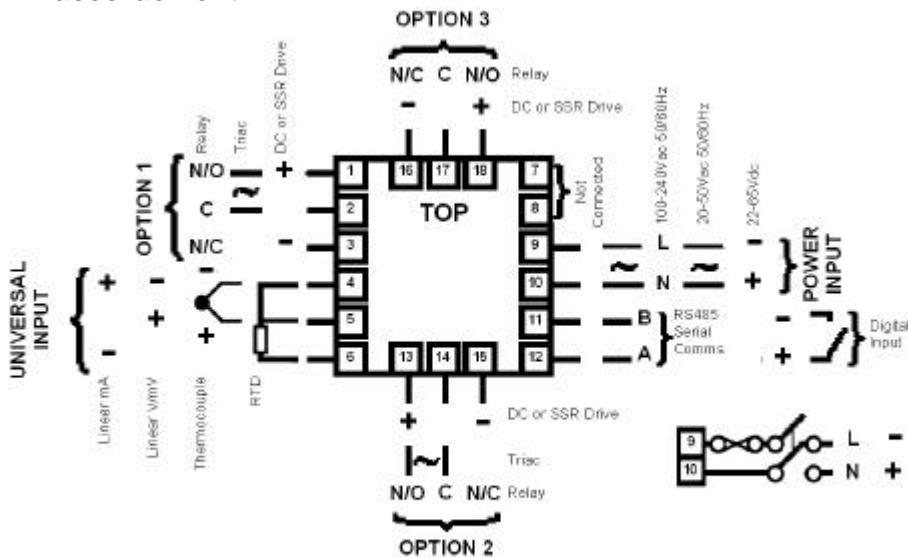 OPTION 3
N/C C N/O Relay
- + DC or SSR Drive
OPTION 1
Relay
Triac
DC or SSR Drive
N/O ~ +
C
N/C -
1
2
3
4
5
6
16 17 18
TOP
7
8
9
10
11
12
13 14 15
Not
Connected
100-240Vac 50/60Hz
20-50Vac 50/60Hz
22-65Vdc
L ~ ~ -
N +
POWER
INPUT
B
A
RS485
Serial
Comms
-
+
Digital
Input
UNIVERSAL
INPUT
+ - -
+ +
-
Linear mA
Linear v/mV
Thermocouple
RTD
+ - DC or SSR Drive
~ Triac
N/O C N/C Relay
OPTION 2
9 L -
10 N +